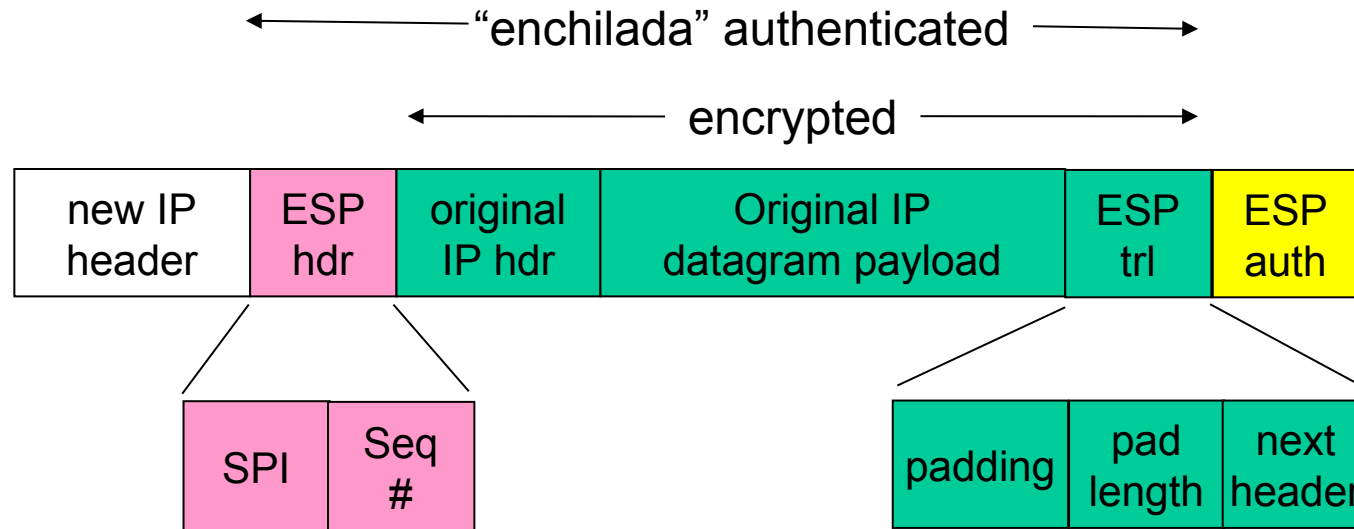 “enchilada” authenticated
encrypted
new IP
header
ESP
hdr
original
IP hdr
Original IP
datagram payload
ESP
trl
ESP
auth
SPI
Seq
#
padding
pad
length
next
header